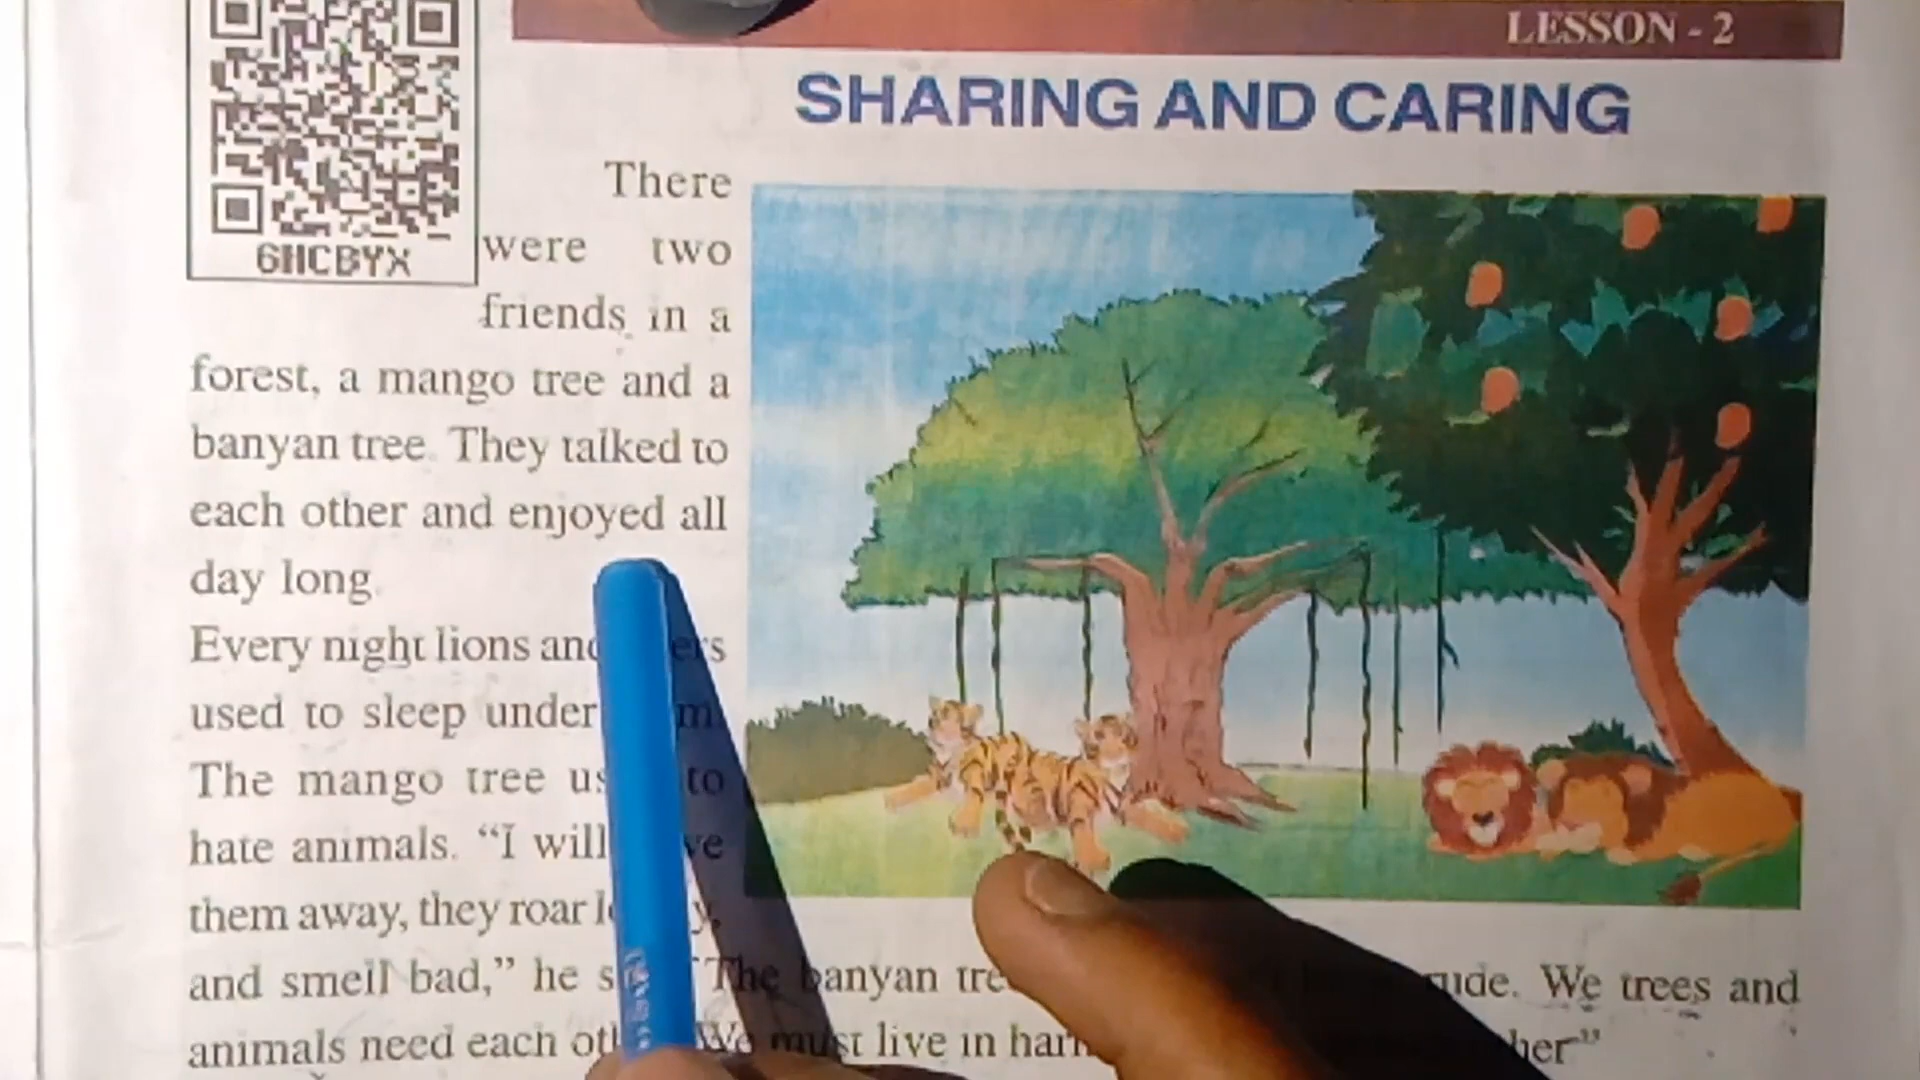 LESSON - 2
SHARING AND CARING
6HCBYX
There
were two
friends in a
forest, a mango tree and a
banyan tree. They talked to
each other and enjoyed all
day long.
Every night lions and
used to sleep under
The mango tree to
hate animals. "I will
them away, they roar
and smell bad," he The banyan We trees and
animals need each We must live in